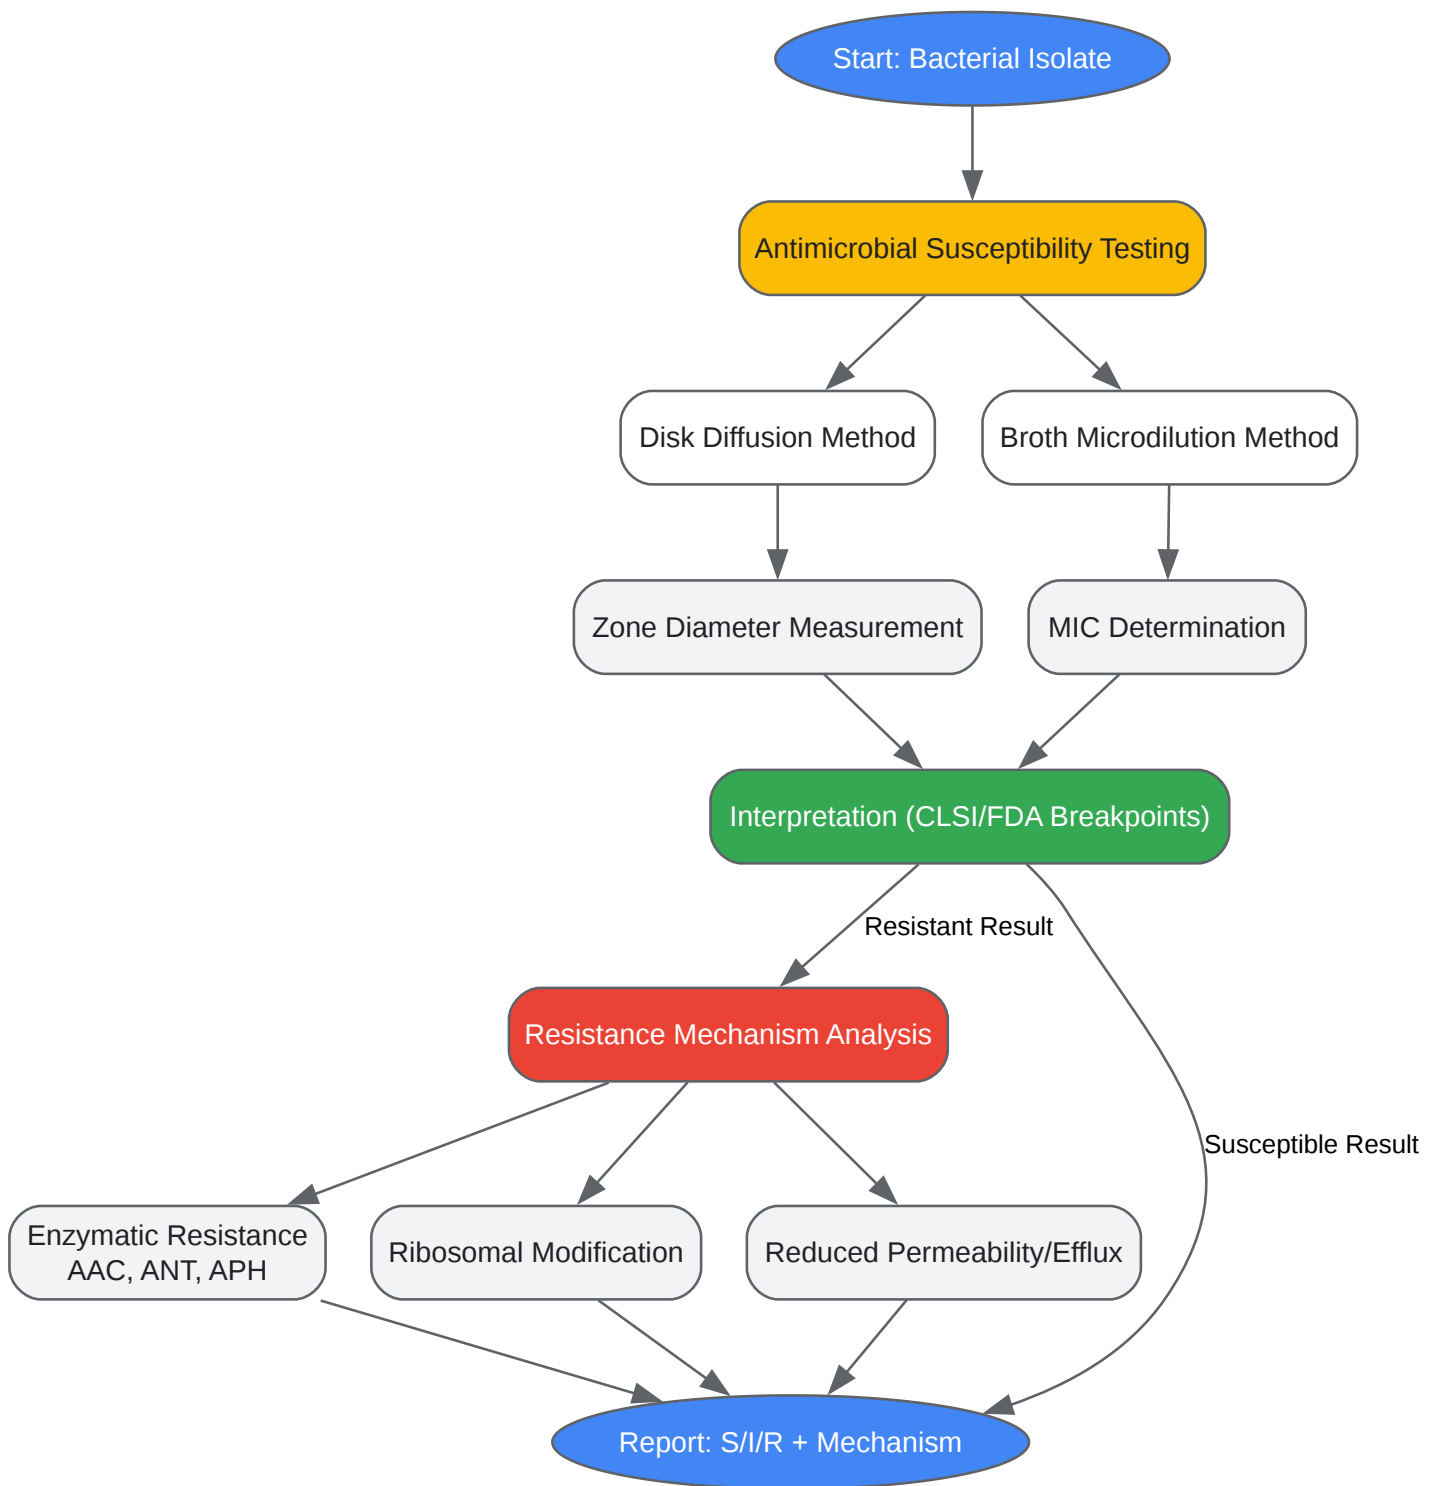 Start: Bacterial Isolate
Antimicrobial Susceptibility Testing
Disk Diffusion Method
Broth Microdilution Method
Zone Diameter Measurement
MIC Determination
Interpretation (CLSI/FDA Breakpoints)
Resistant Result
Resistance Mechanism Analysis
Susceptible Result
Enzymatic Resistance
AAC, ANT, APH
Ribosomal Modification
Reduced Permeability/Efflux
Report: S/I/R + Mechanism